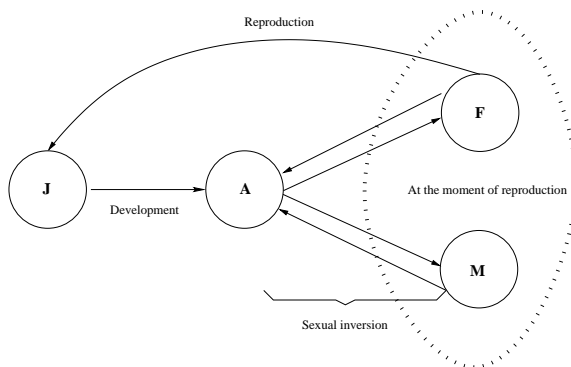 Reproduction
F
J
A
At the moment of reproduction
Development
M
Sexual inversion